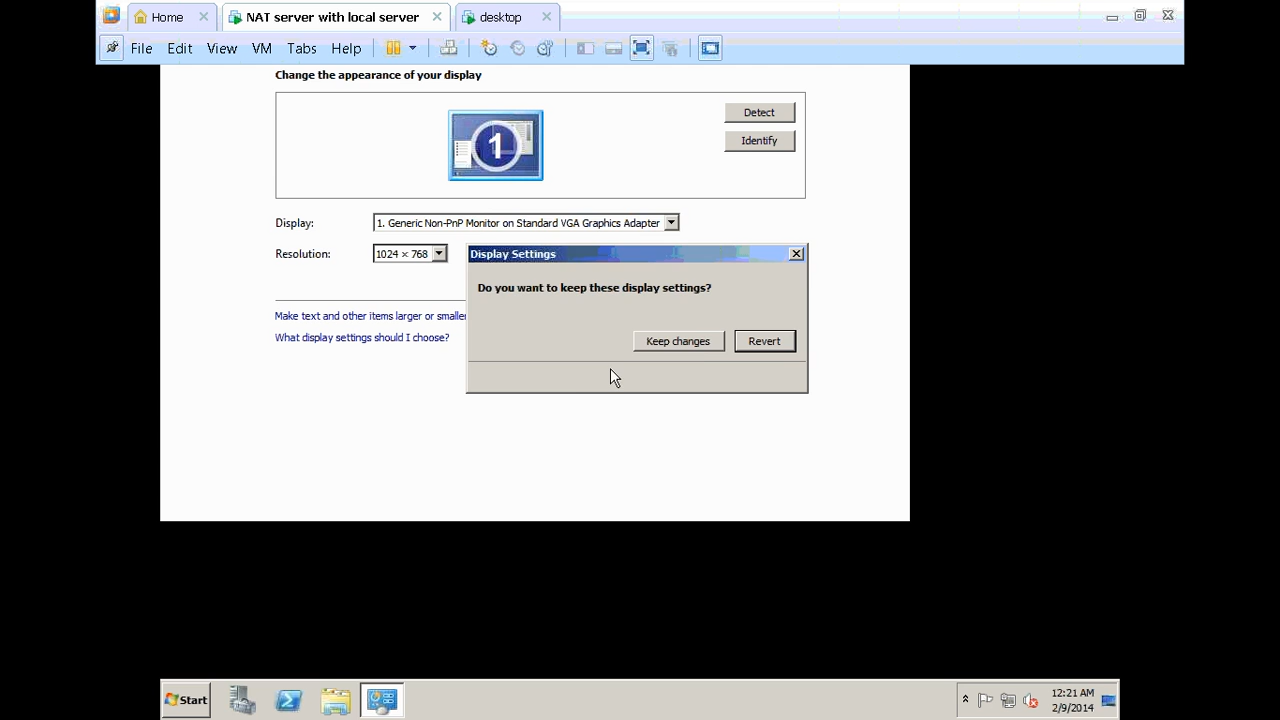 Home
NAT server with local server
desktop
File Edit View VM Tabs Help
Change the appearance of your display
1
Detect
Identify
Display:
1. Generic Non-PnP Monitor on Standard VGA Graphics Adapter
Resolution:
1024 × 768
Display Settings
Do you want to keep these display settings?
Make text and other items larger or smaller
What display settings should I choose?
Keep changes
Revert
Start
12:21 AM
2/9/2014